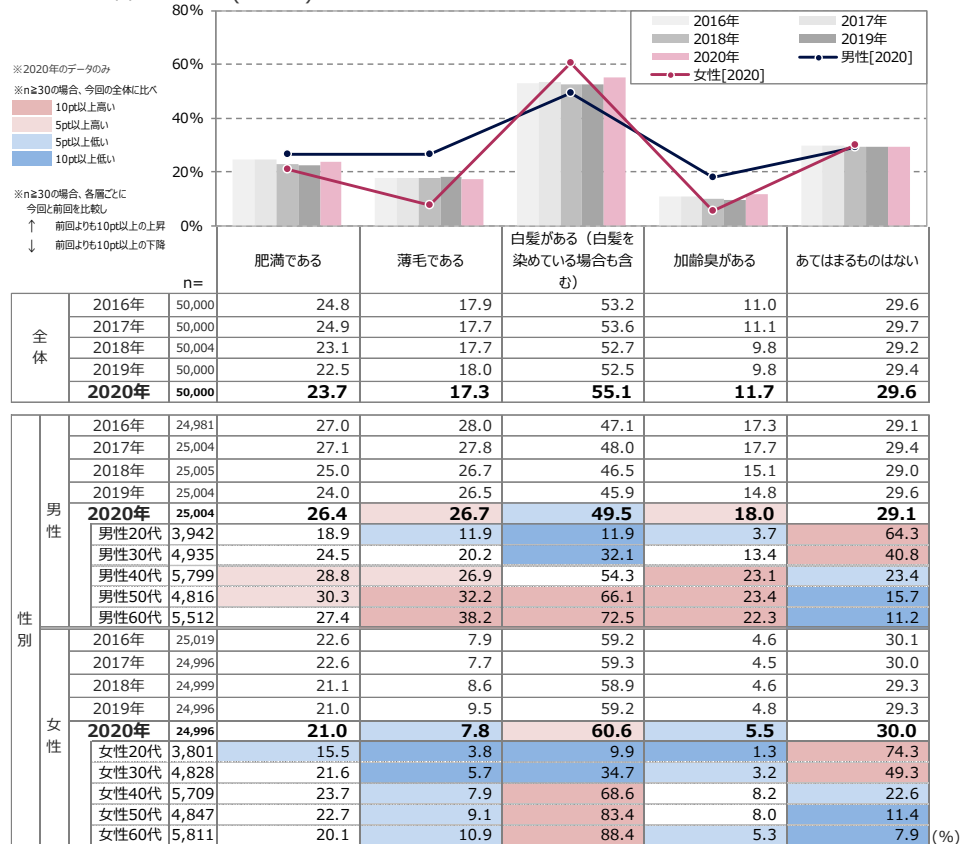 80%
60%
40%
20%
0%
2016年 2017年
2018年 2019年
2020年 男性[2020]
女性[2020]
※2020年のデータのみ
※n≧30の場合、今回の全体に比べ
10pt以上高い
5pt以上高い
5pt以上低い
10pt以上低い
※n≧30の場合、各層ごとに
今回と前回を比較し
↑ 前回よりも10pt以上の上昇
↓ 前回よりも10pt以上の下降
n=
肥満である
薄毛である
白髪がある（白髪を
染めている場合も含
む）
加齢臭がある
あてはまるものはない
全体
2016年 50,000 24.8 17.9 53.2 11.0 29.6
2017年 50,000 24.9 17.7 53.6 11.1 29.7
2018年 50,004 23.1 17.7 52.7 9.8 29.2
2019年 50,000 22.5 18.0 52.5 9.8 29.4
2020年 50,000 23.7 17.3 55.1 11.7 29.6
性別
男性
2016年 24,981 27.0 28.0 47.1 17.3 29.1
2017年 25,004 27.1 27.8 48.0 17.7 29.4
2018年 25,005 25.0 26.7 46.5 15.1 29.0
2019年 25,004 24.0 26.5 45.9 14.8 29.6
2020年 25,004 26.4 26.7 49.5 18.0 29.1
男性20代 3,942 18.9 11.9 11.9 3.7 64.3
男性30代 4,935 24.5 20.2 32.1 13.4 40.8
男性40代 5,799 28.8 26.9 54.3 23.1 23.4
男性50代 4,816 30.3 32.2 66.1 23.4 15.7
男性60代 5,512 27.4 38.2 72.5 22.3 11.2
女性
2016年 25,019 22.6 7.9 59.2 4.6 30.1
2017年 24,996 22.6 7.7 59.3 4.5 30.0
2018年 24,999 21.1 8.6 58.9 4.6 29.3
2019年 24,996 21.0 9.5 59.2 4.8 29.3
2020年 24,996 21.0 7.8 60.6 5.5 30.0
女性20代 3,801 15.5 3.8 9.9 1.3 74.3
女性30代 4,828 21.6 5.7 34.7 3.2 49.3
女性40代 5,709 23.7 7.9 68.6 8.2 22.6
女性50代 4,847 22.7 9.1 83.4 8.0 11.4
女性60代 5,811 20.1 10.9 88.4 5.3 7.9 (%)